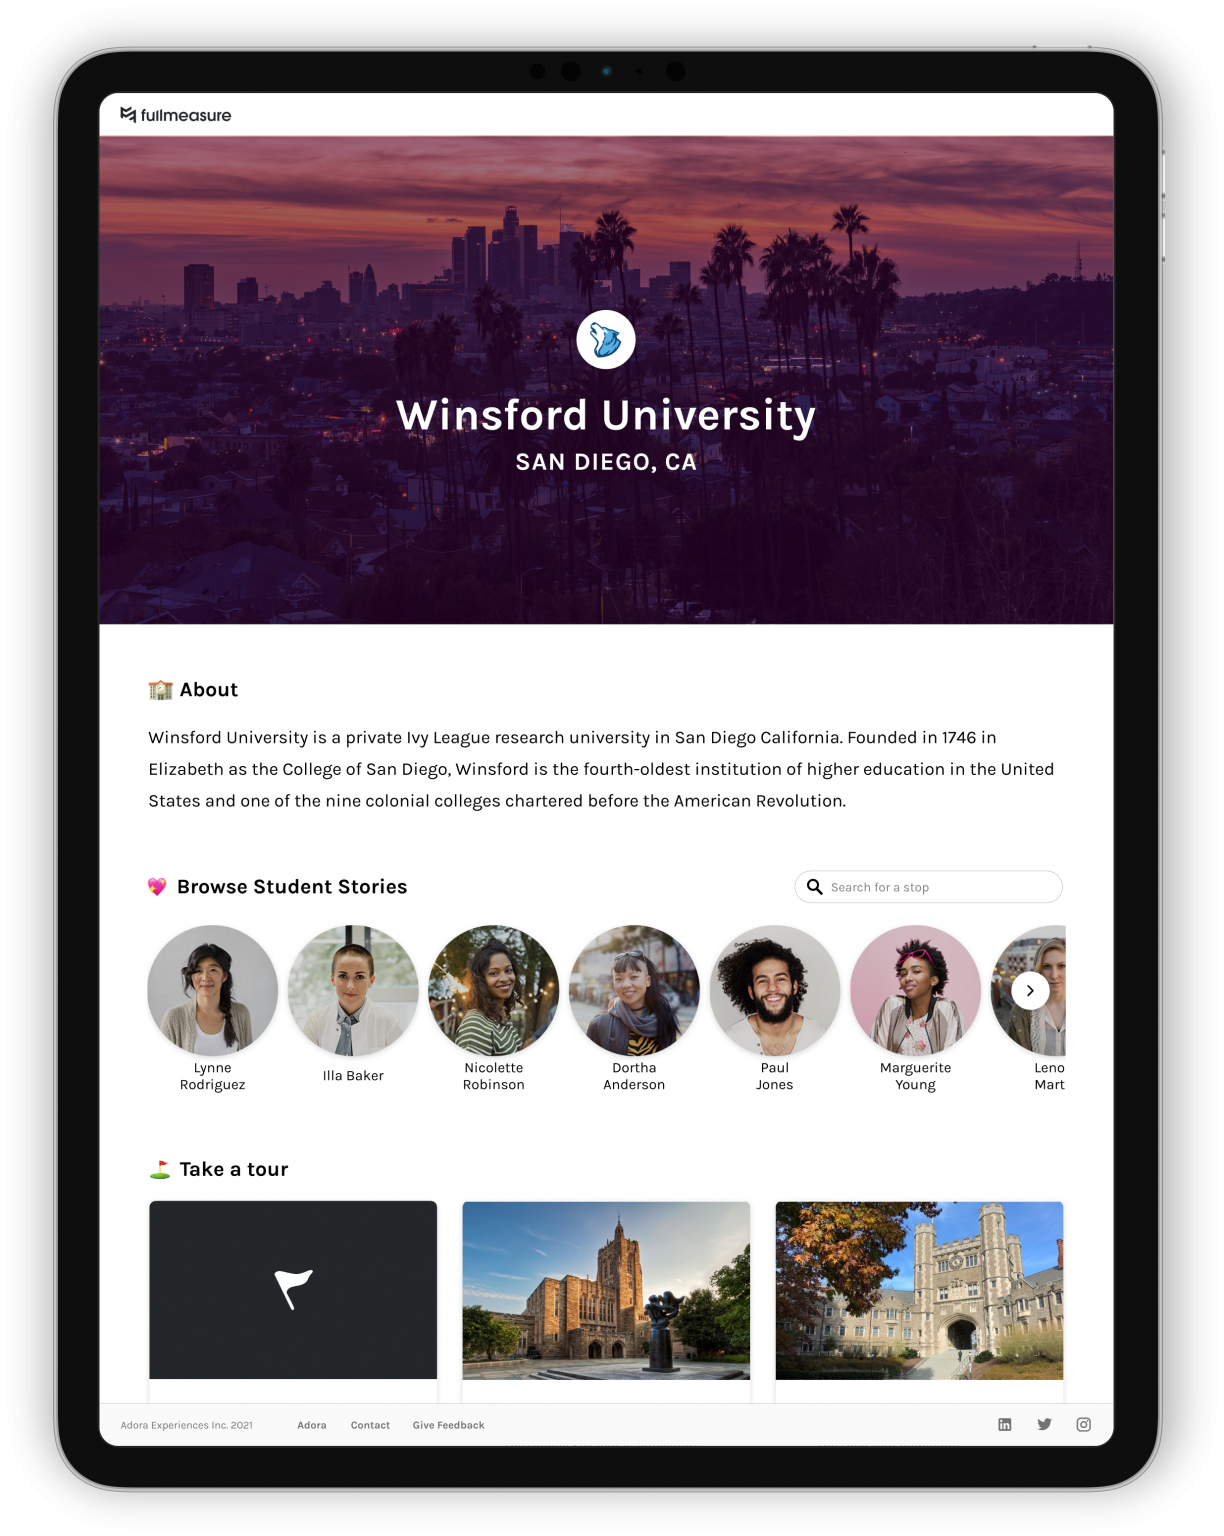 fullmeasure
Winsford University
SAN DIEGO, CA
About
Winsford University is a private Ivy League research university in San Diego California. Founded in 1746 in
Elizabeth as the College of San Diego, Winsford is the fourth-oldest institution of higher education in the United
States and one of the nine colonial colleges chartered before the American Revolution.
Browse Student Stories
Search for a stop
Lynne
Rodriguez
Illa Baker
Nicolette
Robinson
Dortha
Anderson
Paul
Jones
Marguerite
Young
Leno
Mart
Take a tour
Adora Experiences Inc. 2021
Adora
Contact
Give Feedback